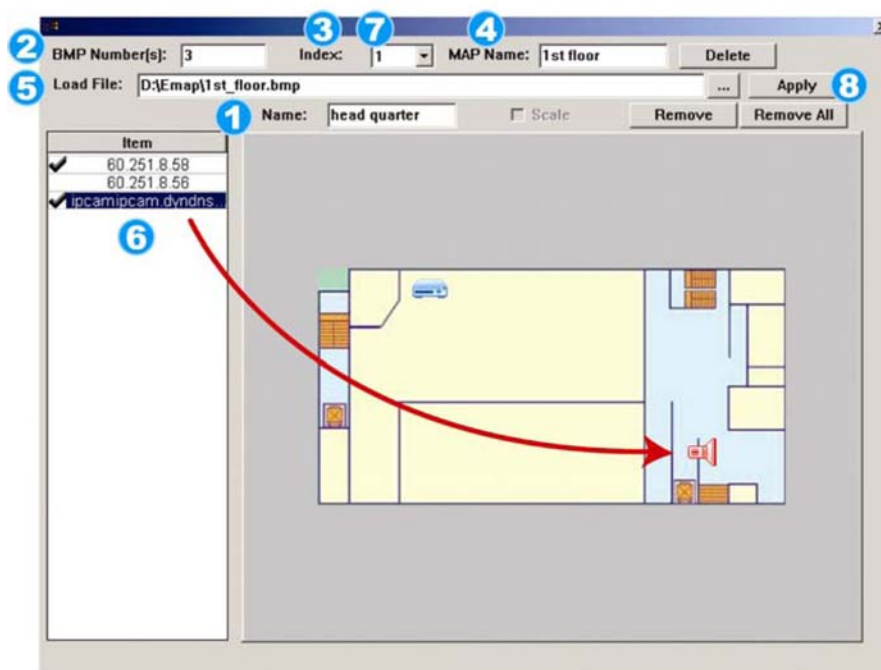 3 7 4
2 BMP Number(s): 3 Index: 1 MAP Name: 1st floor Delete
5 Load File: D:\Emap\1st_floor.bmp ... Apply 8
1 Name: head quarter Scale Remove Remove All
Item
60.251.8.58
60.251.8.56
ipcamipcam.dyndns...
6